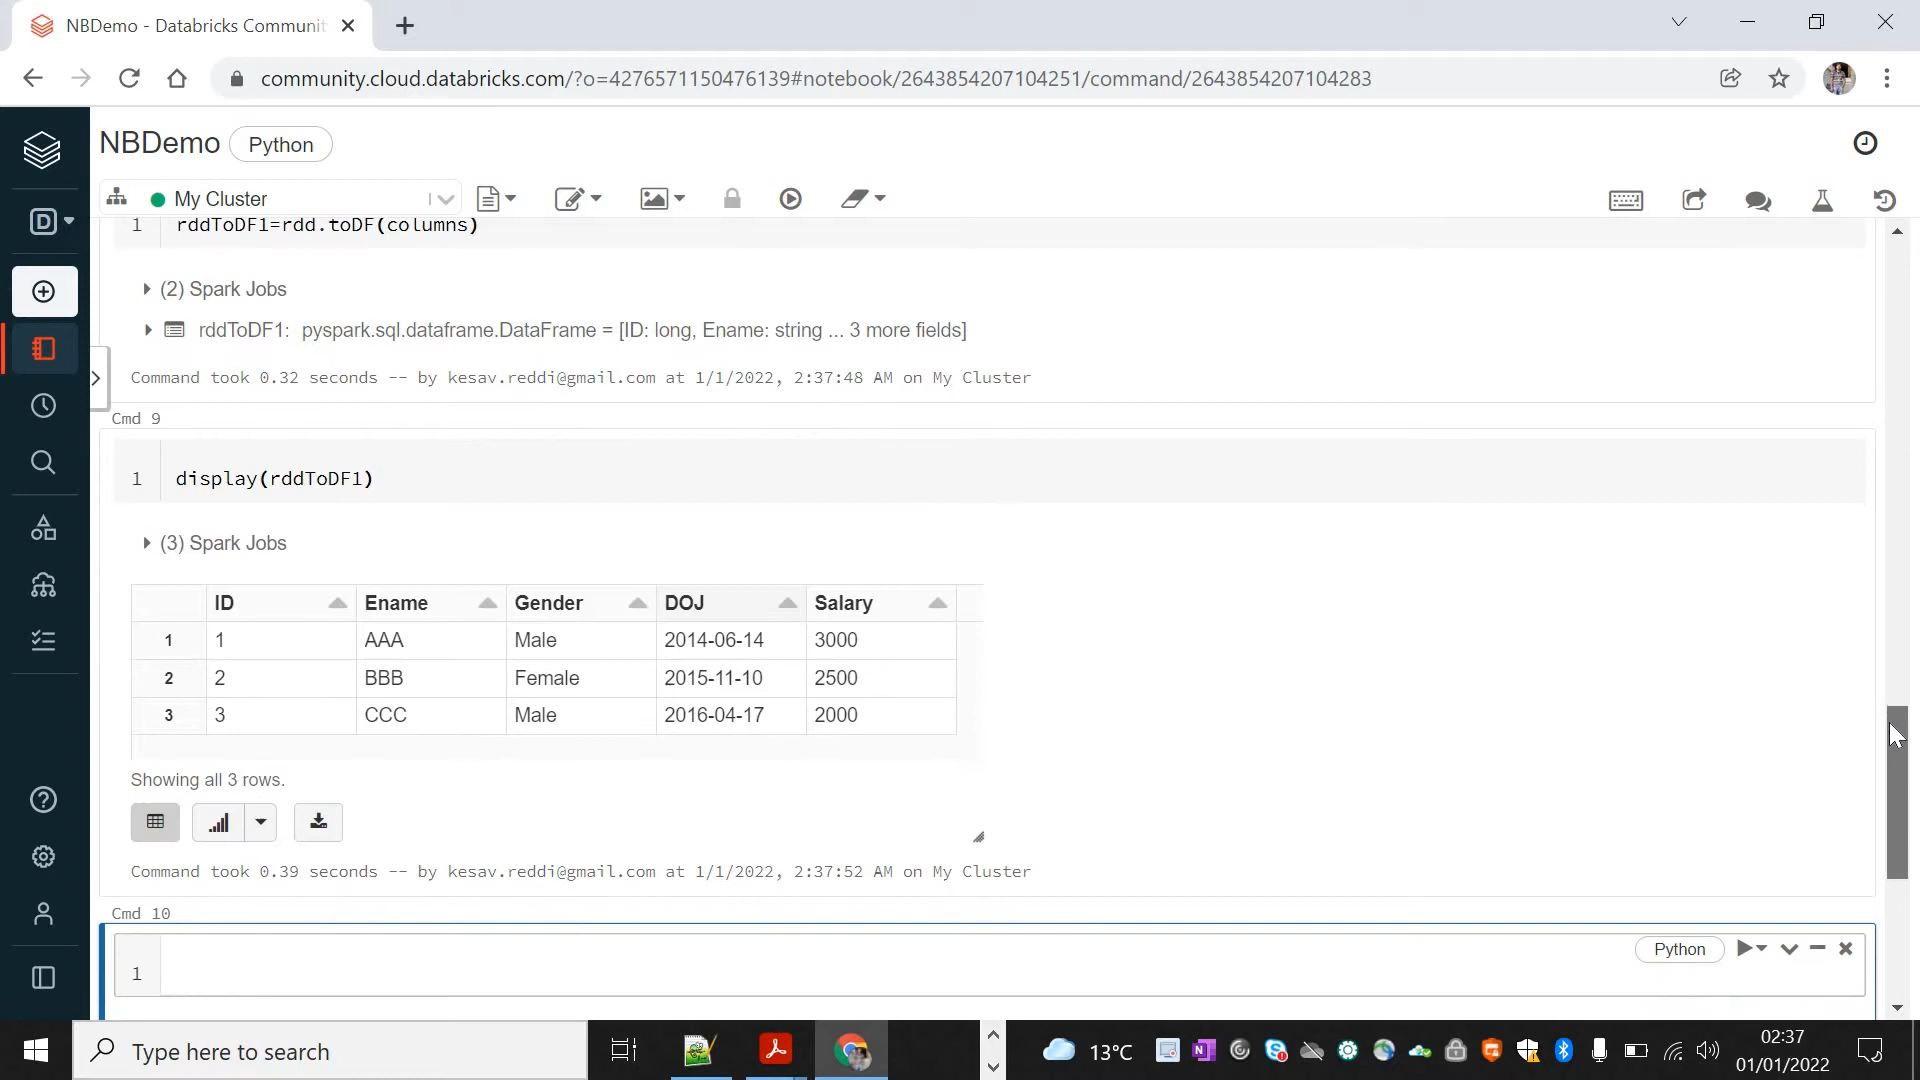 NBDemo - Databricks Communit
community.cloud.databricks.com/?o=4276571150476139#notebook/2643854207104251/command/2643854207104283
NBDemo Python
My Cluster
D
1 rddToDF1=rdd.toDF(columns)
(2) Spark Jobs
rddToDF1: pyspark.sql.dataframe.DataFrame = [ID: long, Ename: string ... 3 more fields]
Command took 0.32 seconds -- by kesav.reddi@gmail.com at 1/1/2022, 2:37:48 AM on My Cluster
Cmd 9
1 display(rddToDF1)
(3) Spark Jobs
ID Ename Gender DOJ Salary
1 1 AAA Male 2014-06-14 3000
2 2 BBB Female 2015-11-10 2500
3 3 CCC Male 2016-04-17 2000
Showing all 3 rows.
Command took 0.39 seconds -- by kesav.reddi@gmail.com at 1/1/2022, 2:37:52 AM on My Cluster
Cmd 10
Python
1
Type here to search
13°C
02:37
01/01/2022